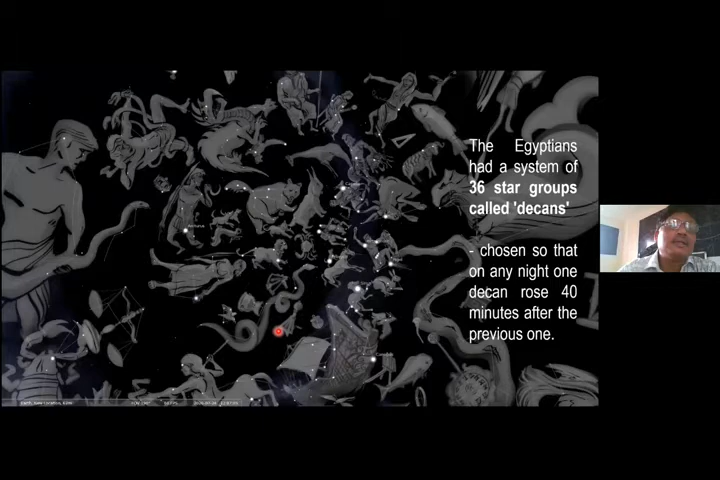 The Egyptians
had a system of
36 star groups
called 'decans'
- chosen so that
on any night one
decan rose 40
minutes after the
previous one.